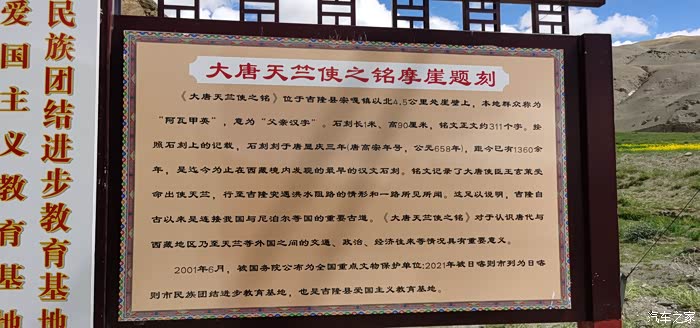 民族团结进步教育基地
爱国主义教育基地
大唐天竺使之铭摩崖题刻
《大唐天竺使之铭》位于吉隆县宗嘎镇以北4.5公里处崖壁上，本地群众称为
“阿瓦甲英”，意为“父亲汉字”。石刻长1米，高90厘米，铭文正文约311个字。按
照石刻上的记载，石刻刻于唐显庆三年(唐高宗年号，公元658年)，距今已有1360余
年，是迄今为止在西藏境内发现的最早的汉文石刻。铭文记录了大唐使臣王玄策受
命出使天竺，行至吉隆突遇洪水阻路的情形和一路所见所闻。这足以说明，吉隆自
古以来是连接我国与尼泊尔等国的重要古道。《大唐天竺使之铭》对于认识唐代与
西藏地区乃至天竺等外国之间的交通、政治、经济往来等情况具有重要意义。
2001年6月，被国务院公布为全国重点文物保护单位;2021年被日喀则市列为日喀
则市民族团结进步教育基地，也是吉隆县爱国主义教育基地。
汽车之家